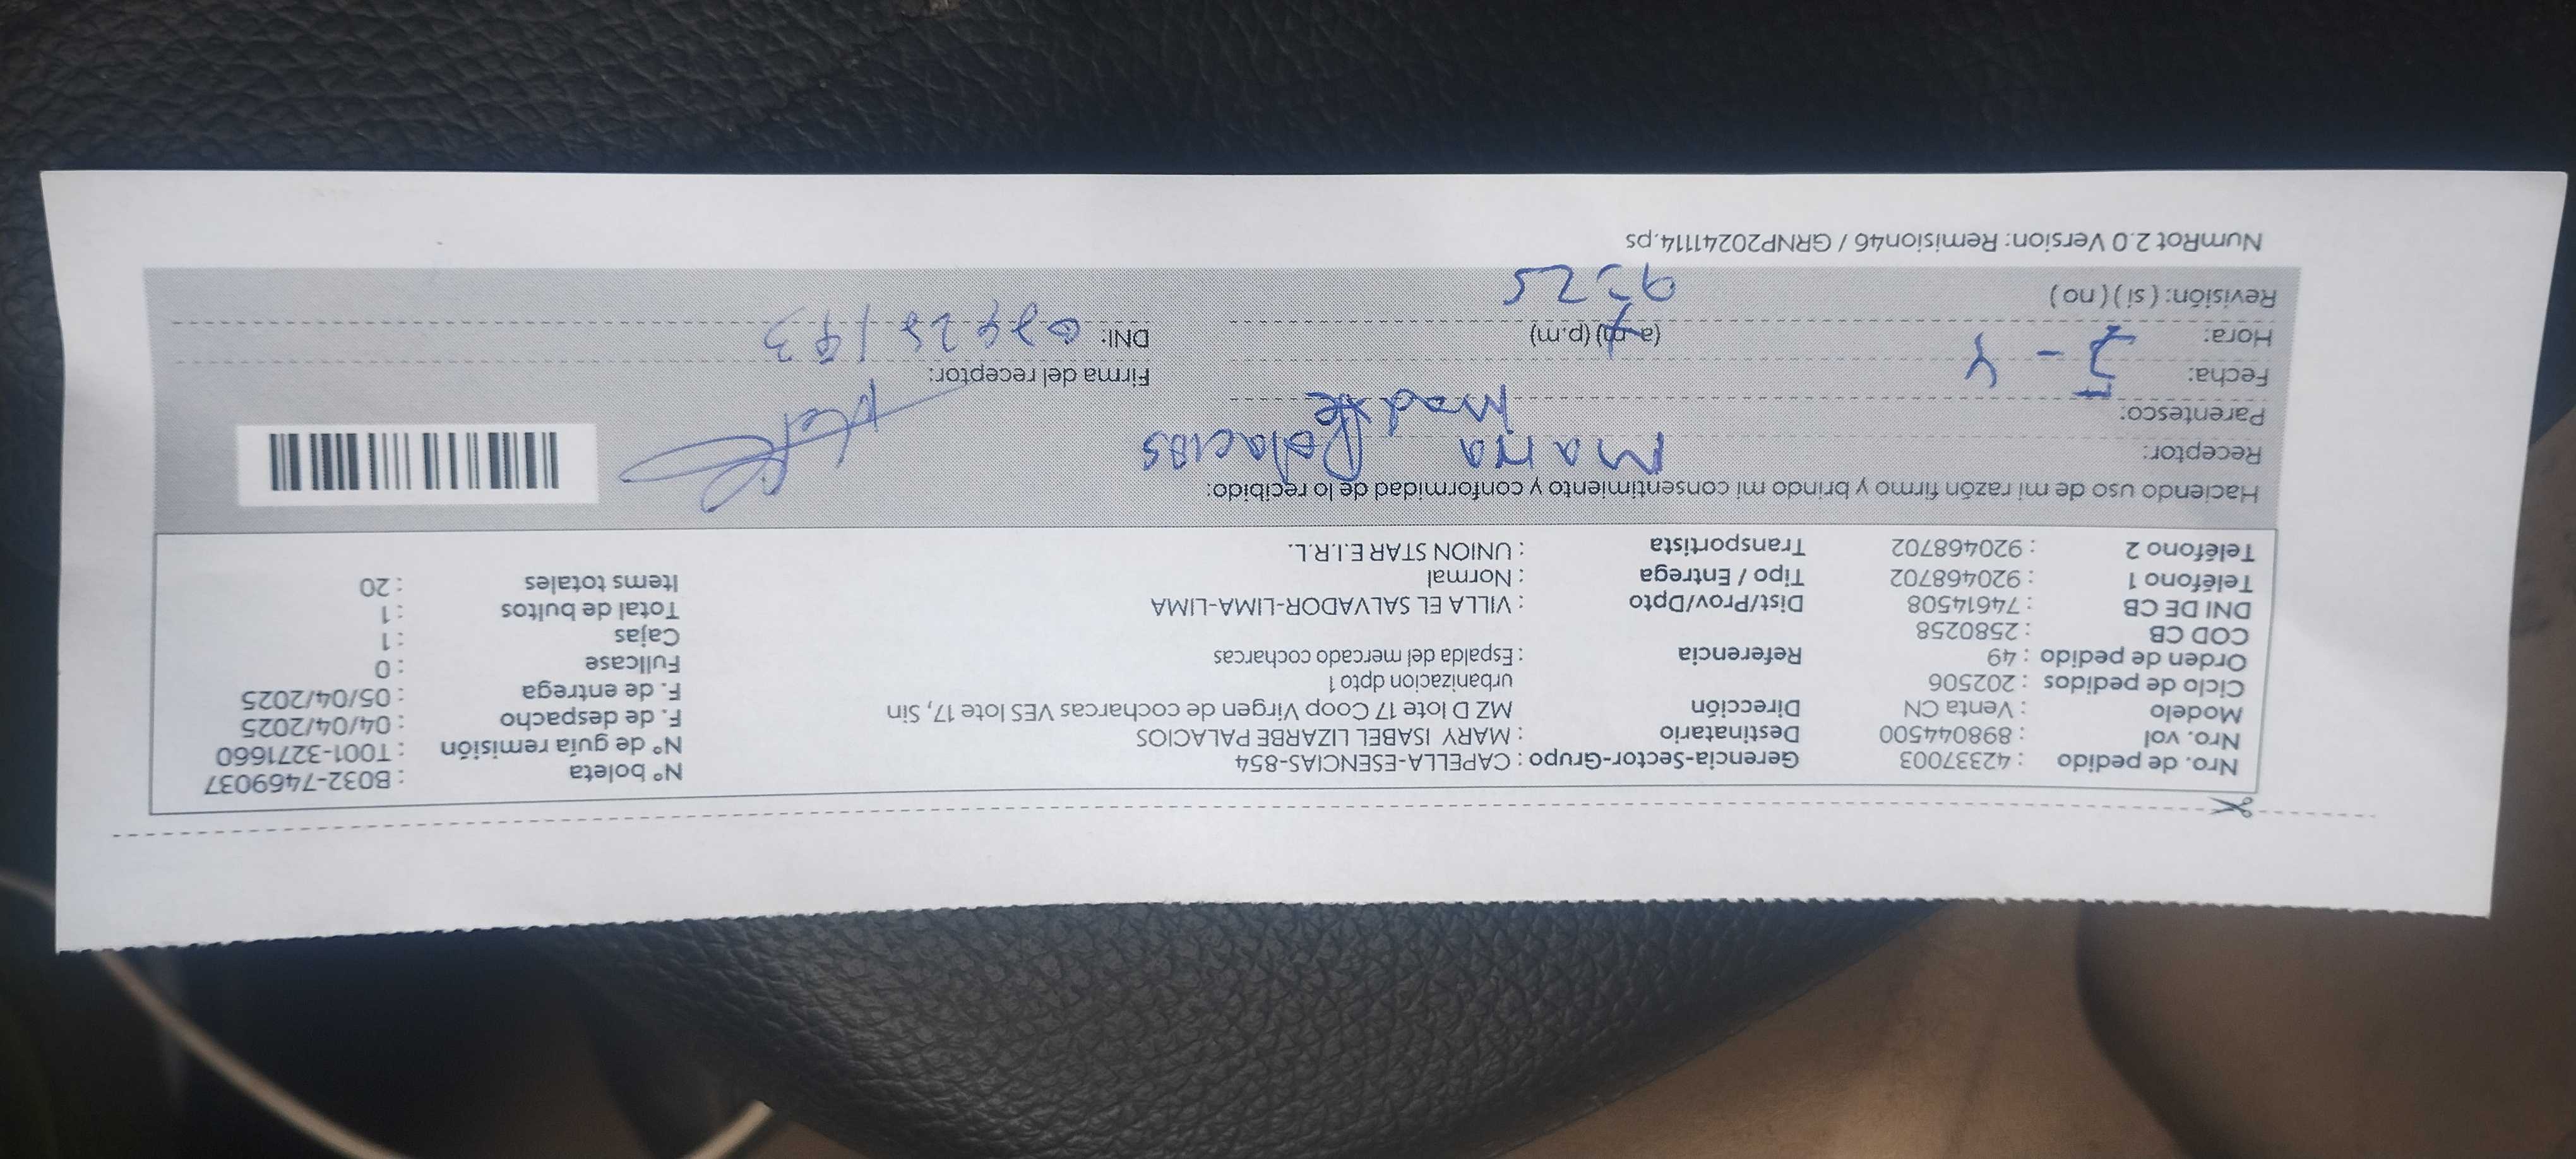 Nro. de pedido : 42337003 Gerencia-Sector-Grupo : CAPELLA-ESENCIAS-854 N° boleta : B032-7469037
Nro. vol : 898044500 Destinatario : MARY ISABEL LIZARBE PALACIOS N° de guía remisión : T001-3271660
Modelo : Venta CN Dirección MZ D lote 17 Coop Virgen de cocharcas VES lote 17, Sin F. de despacho : 04/04/2025
Ciclo de pedidos : 202506 urbanizacion dpto 1 F. de entrega : 05/04/2025
Orden de pedido : 49 Referencia : Espalda del mercado cocharcas Fullcase : 0
COD CB : 2580258 Cajas : 1
DNI DE CB : 74614508 Dist/Prov/Dpto : VILLA EL SALVADOR-LIMA-LIMA Total de bultos : 1
Teléfono 1 : 920468702 Tipo / Entrega : Normal Items totales : 20
Teléfono 2 : 920468702 Transportista : UNION STAR E.I.R.L.
Haciendo uso de mi razón firmo y brindo mi consentimiento y conformidad de lo recibido:
Receptor: Palacios
Parentesco: Madre
Fecha: 5-4 Firma del receptor:
Hora: (a.m) (p.m) DNI:
Revisión: ( si ) ( no ) 9:25
NumRot 2.0 Version: Remision46 / GRNP20241114.ps